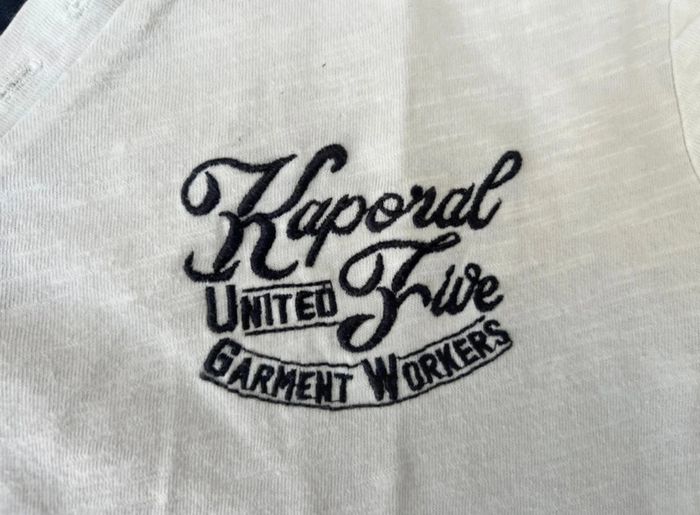 Kaporal
UNITED Five
GARMENT WORKERS